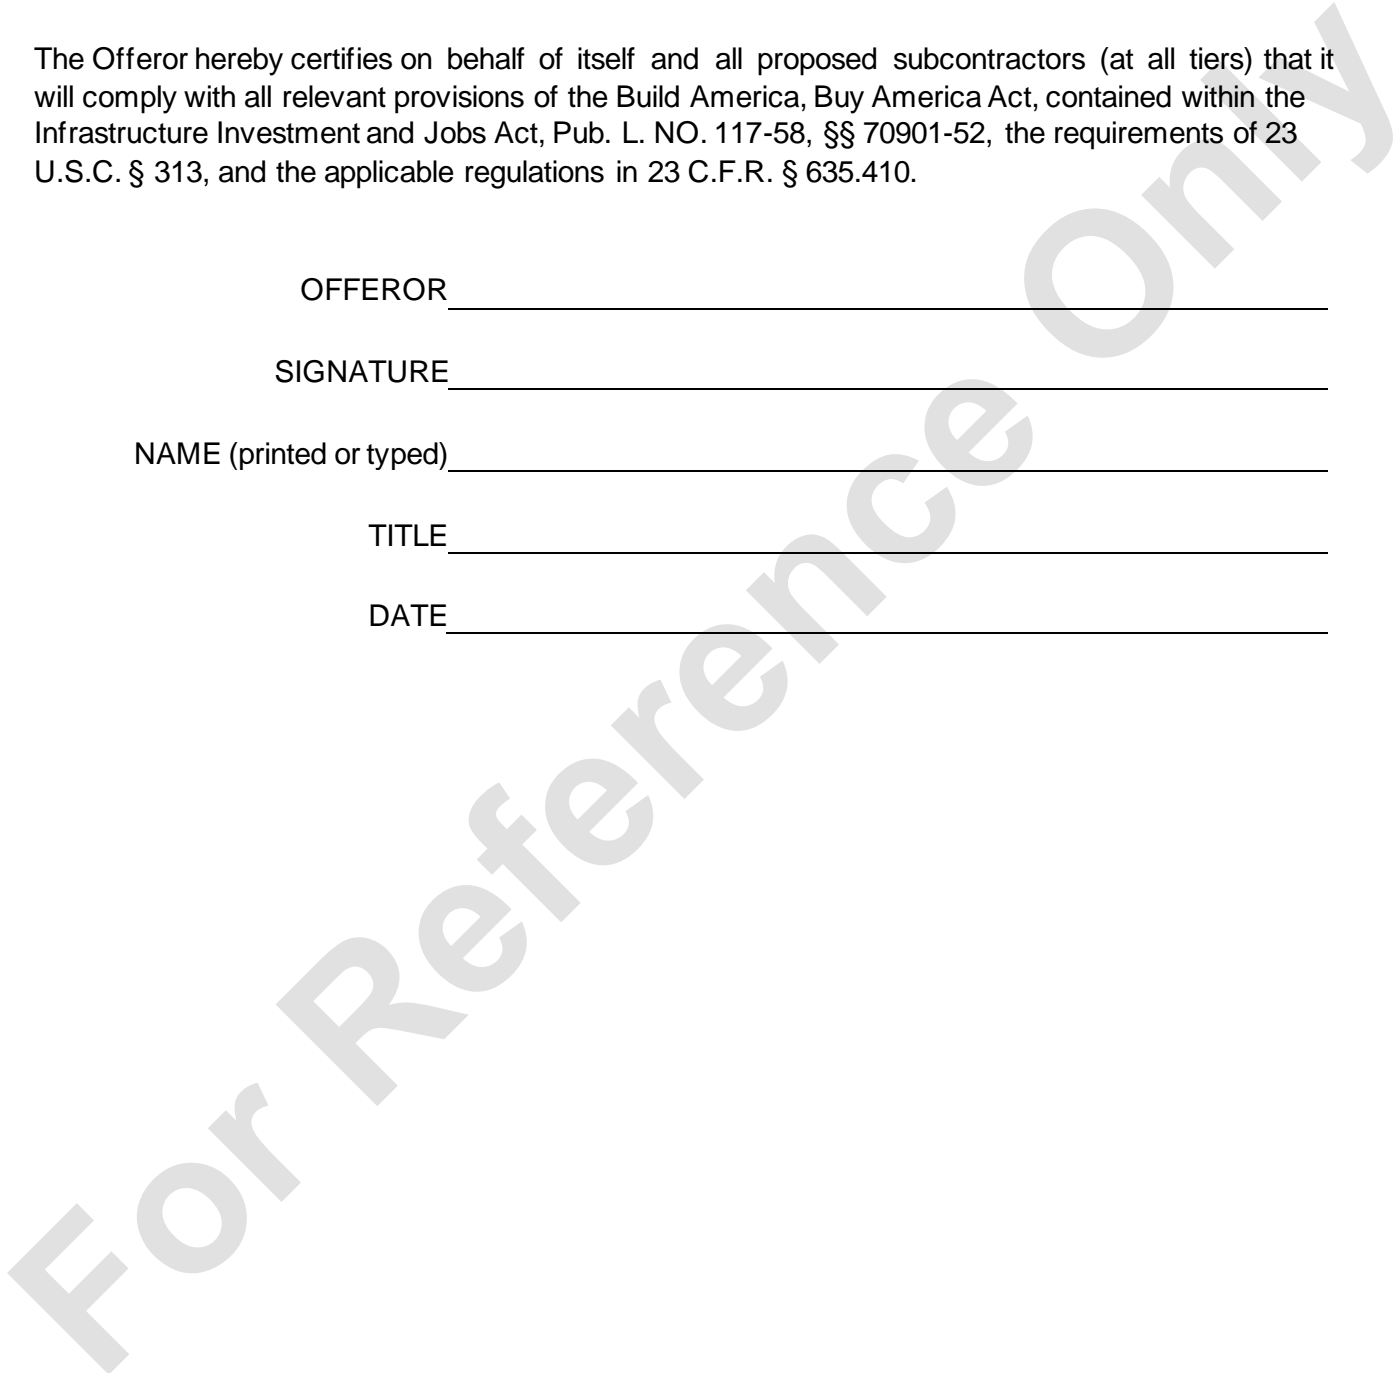 The Offeror hereby certifies on behalf of itself and all proposed subcontractors (at all tiers) that it
will comply with all relevant provisions of the Build America, Buy America Act, contained within the
Infrastructure Investment and Jobs Act, Pub. L. NO. 117-58, §§ 70901-52, the requirements of 23
U.S.C. § 313, and the applicable regulations in 23 C.F.R. § 635.410.
OFFEROR
SIGNATURE
NAME (printed or typed)
TITLE
DATE
For Reference Only